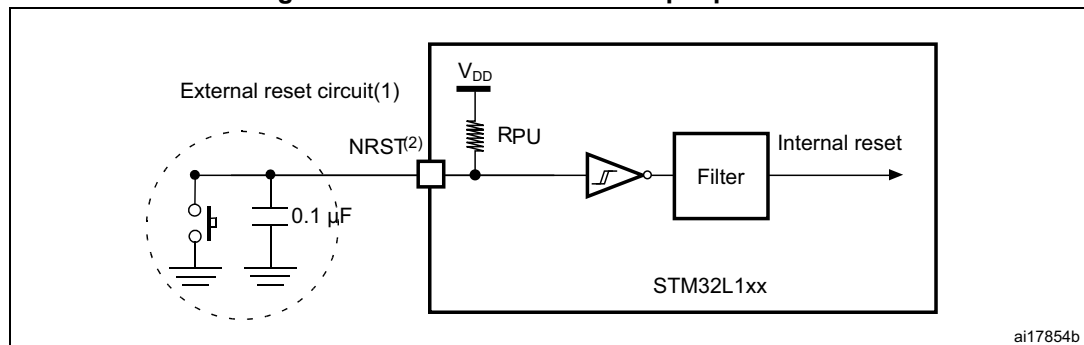 External reset circuit(1)
VDD
NRST(2)
RPU
Internal reset
Filter
0.1 µF
STM32L1xx
ai17854b